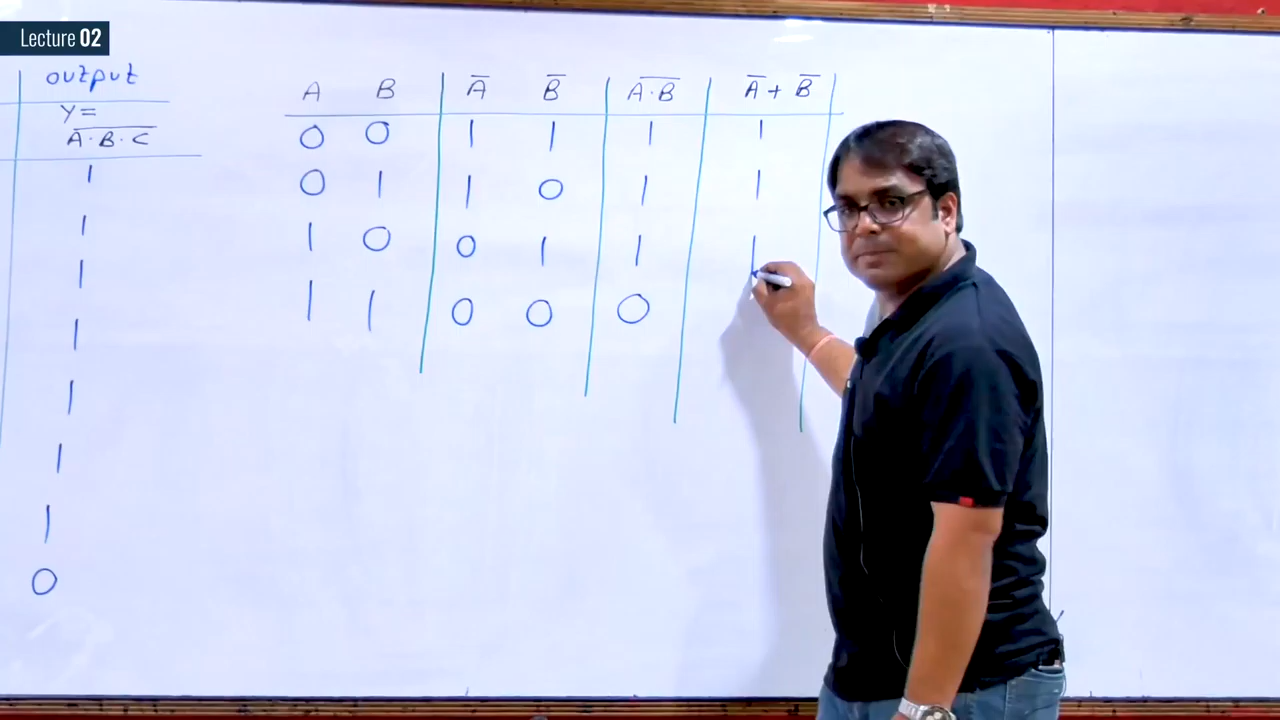 Lecture 02
output
Y=
A̅·̅B̅·̅C̅
1
1
1
1
1
1
1
0
A B A̅ B̅ A̅·̅B̅ A̅ + B̅
0 0 1 1 1 1
0 1 1 0 1 1
1 0 0 1 1 1
1 1 0 0 0